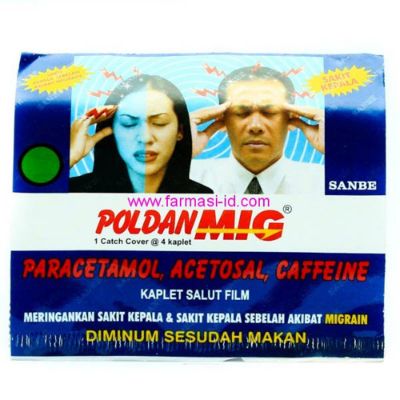 SAKIT
KEPALA
SANBE
www.farmasi-id.com
POLDANMIG®
1 Catch Cover @ 4 kaplet
PARACETAMOL, ACETOSAL, CAFFEINE
KAPLET SALUT FILM
MERINGANKAN SAKIT KEPALA & SAKIT KEPALA SEBELAH AKIBAT MIGRAIN
DIMINUM SESUDAH MAKAN